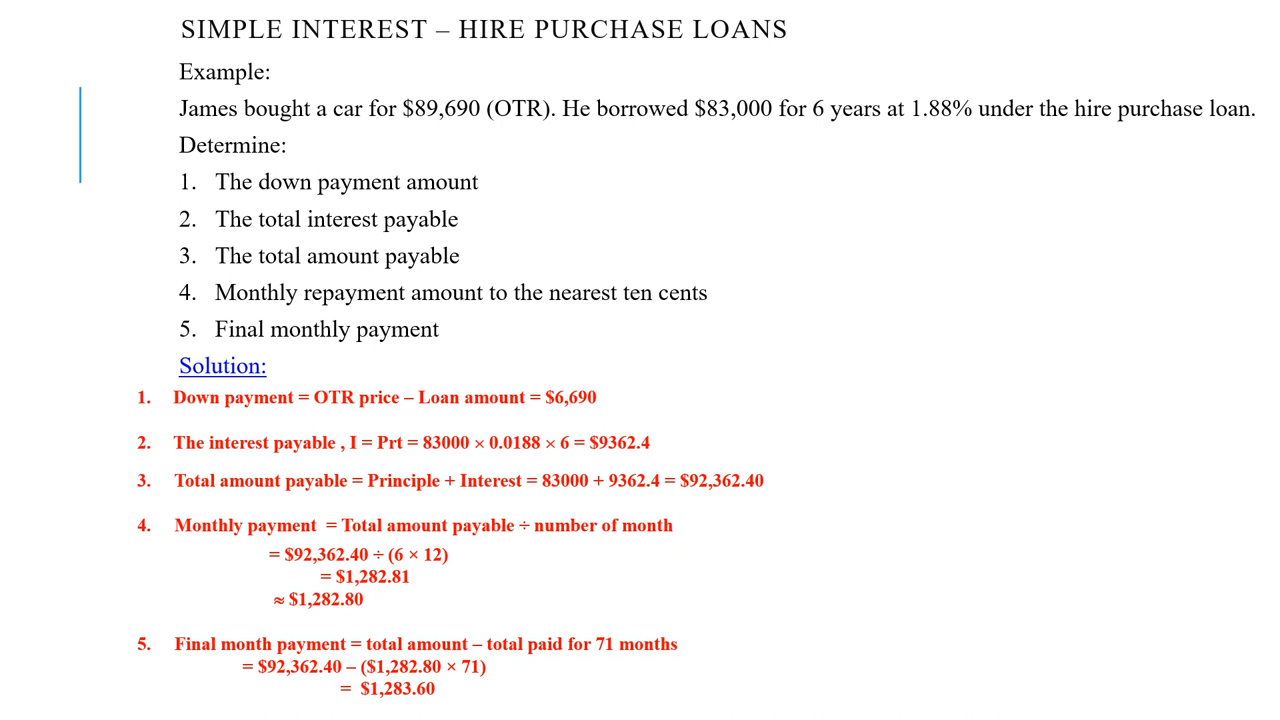 SIMPLE INTEREST – HIRE PURCHASE LOANS
Example:
James bought a car for $89,690 (OTR). He borrowed $83,000 for 6 years at 1.88% under the hire purchase loan.
Determine:
1. The down payment amount
2. The total interest payable
3. The total amount payable
4. Monthly repayment amount to the nearest ten cents
5. Final monthly payment
Solution:
1. Down payment = OTR price – Loan amount = $6,690
2. The interest payable , I = Prt = 83000 × 0.0188 × 6 = $9362.4
3. Total amount payable = Principle + Interest = 83000 + 9362.4 = $92,362.40
4. Monthly payment = Total amount payable ÷ number of month
= $92,362.40 ÷ (6 × 12)
= $1,282.81
≈ $1,282.80
5. Final month payment = total amount – total paid for 71 months
= $92,362.40 – ($1,282.80 × 71)
= $1,283.60